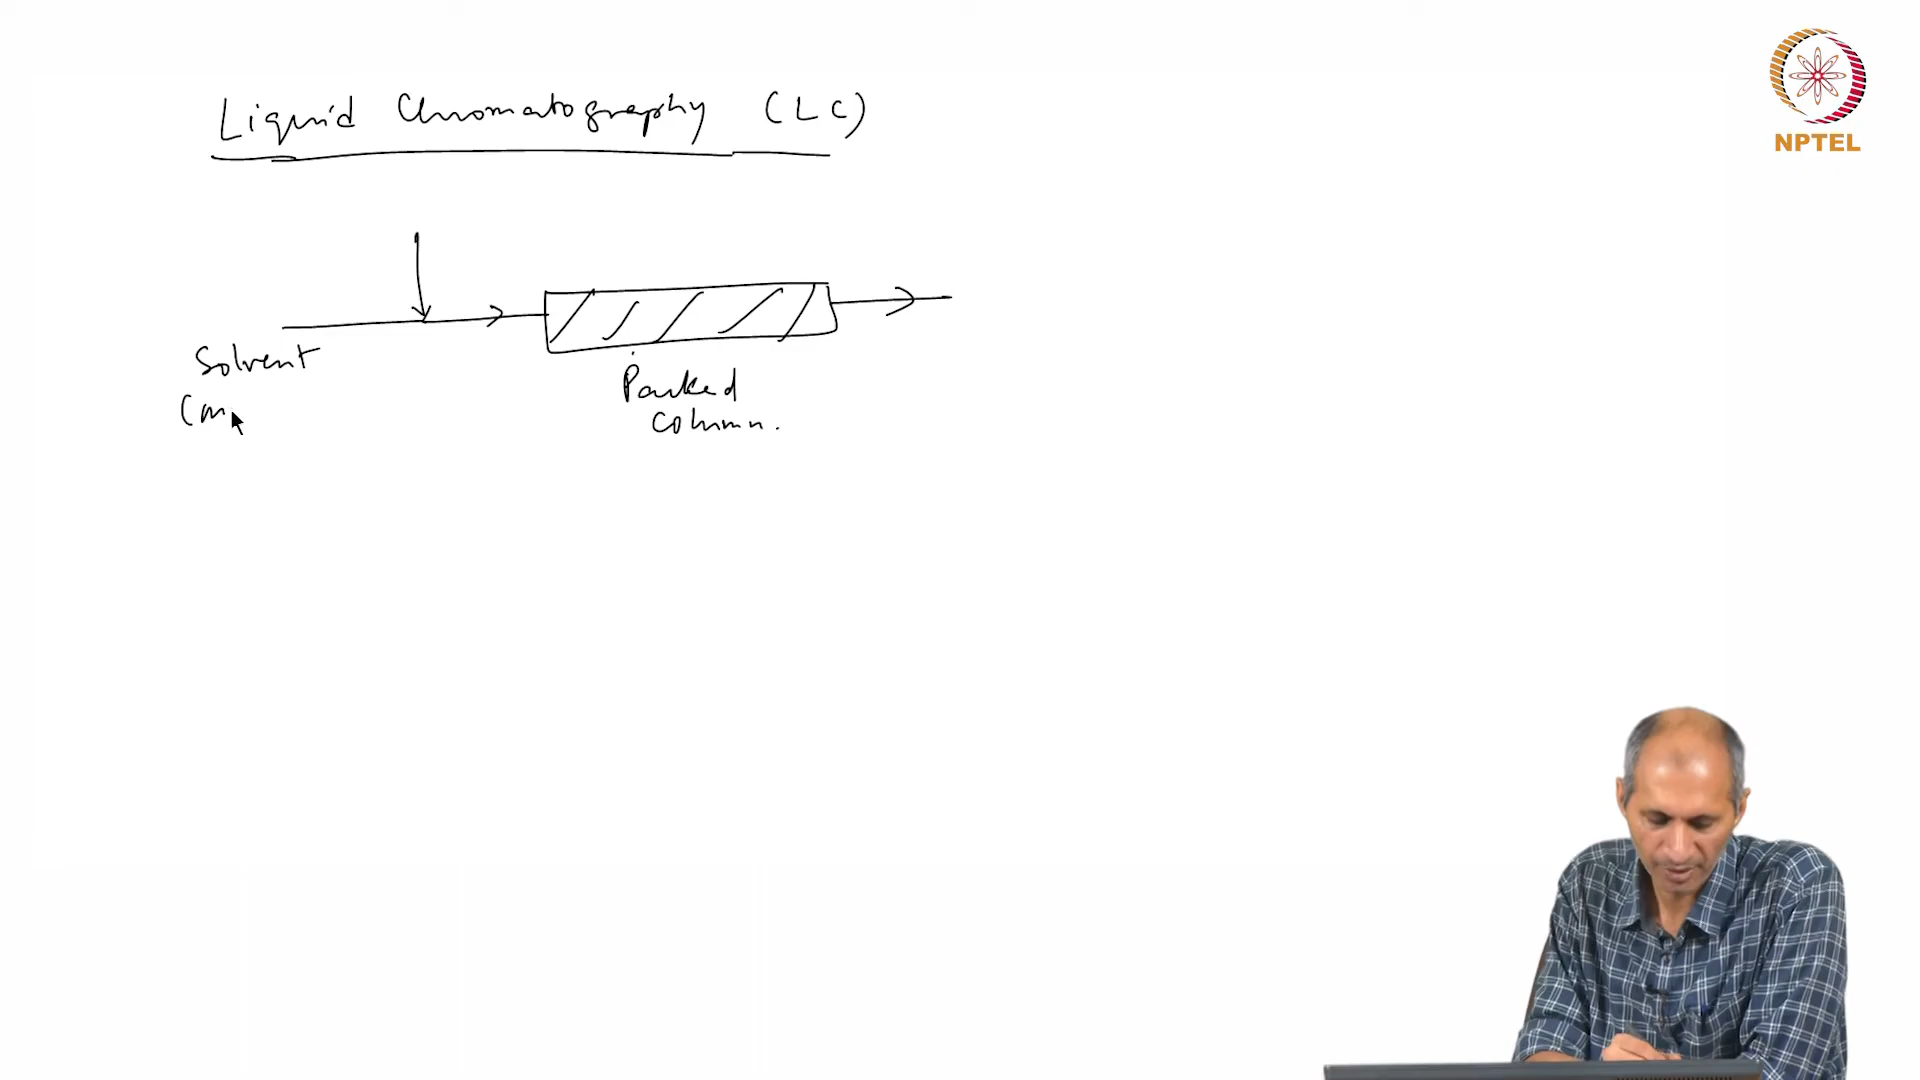 Liquid Chromatography (LC)
NPTEL
Solvent
(m
Packed
column.